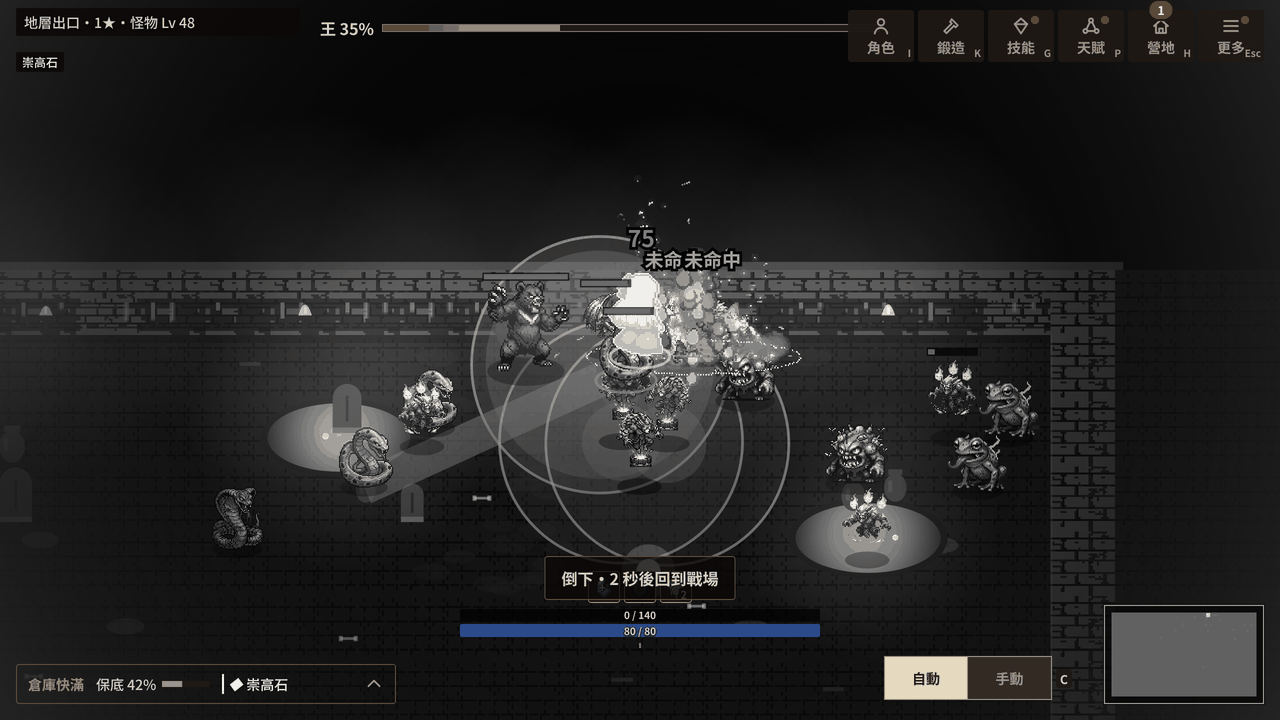 地層出口・1★・怪物 Lv 48
王 35%
1
角色 I
鍛造 K
技能 G
天賦 P
營地 H
更多 Esc
崇高石
75
未命未命中
倒下・2 秒後回到戰場
2
0 / 140
80 / 80
倉庫快滿 保底 42% 崇高石
自動 手動 C